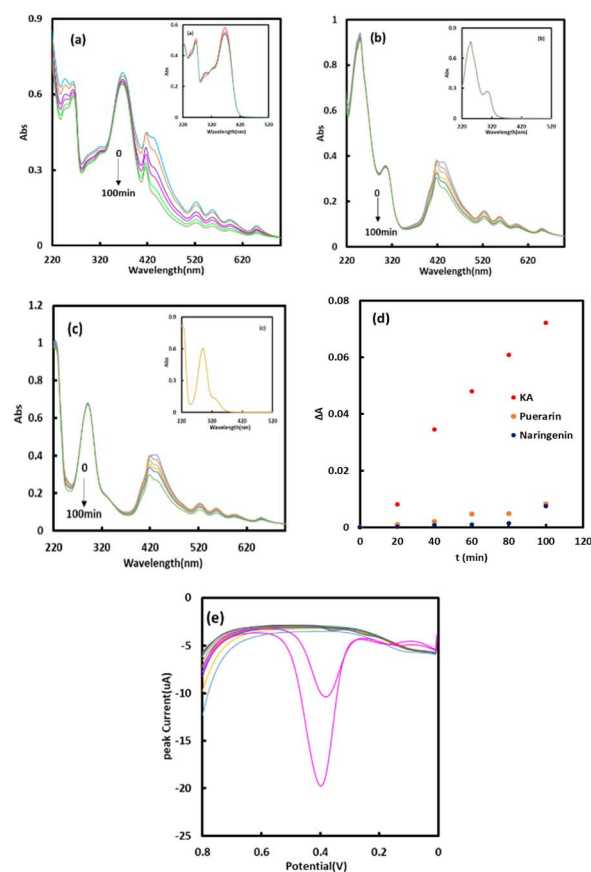 (a)
Abs
0.9
0.6
0.3
0
220
320
420
520
620
Wavelength(nm)
0
100min
(a)
Abs
0.6
0.4
0.2
0
220
320
420
520
Wavelength(nm)
(b)
Abs
1
0.8
0.6
0.4
0.2
0
220
320
420
520
620
Wavelength(nm)
0
100min
(b)
Abs
0.9
0.6
0.3
0
220
320
420
520
Wavelength(nm)
(c)
Abs
1.2
1
0.8
0.6
0.4
0.2
0
220
320
420
520
620
Wavelength(nm)
0
100min
(c)
Abs
0.9
0.6
0.3
0
220
320
420
520
Wavelength(nm)
(d)
ΔA
0.08
0.06
0.04
0.02
0
0
20
40
60
80
100
120
t (min)
KA
Puerarin
Naringenin
(e)
peak Current(uA)
0
-5
-10
-15
-20
-25
0.8
0.6
0.4
0.2
0
Potential(V)